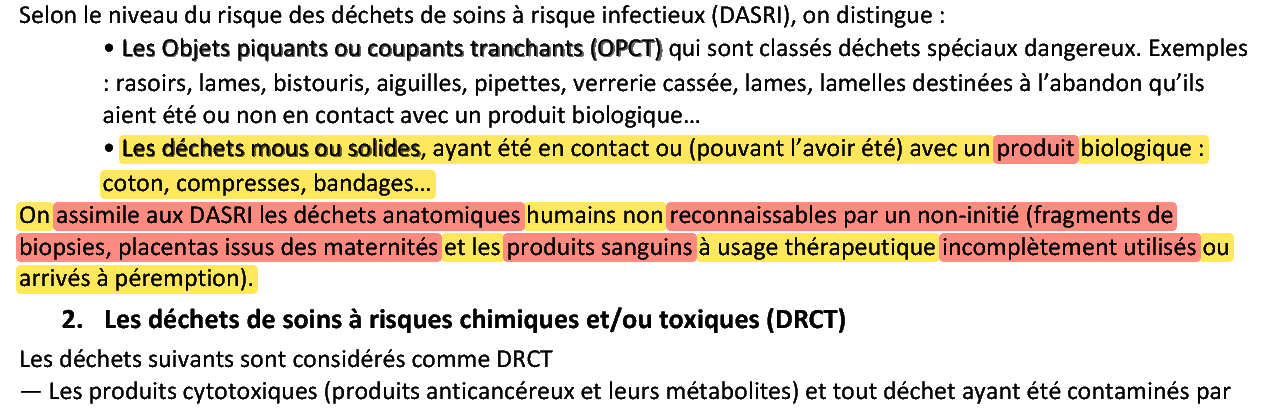 Selon le niveau du risque des déchets de soins à risque infectieux (DASRI), on distingue :
• Les Objets piquants ou coupants tranchants (OPCT) qui sont classés déchets spéciaux dangereux. Exemples
: rasoirs, lames, bistouris, aiguilles, pipettes, verrerie cassée, lames, lamelles destinées à l’abandon qu’ils
aient été ou non en contact avec un produit biologique…
• Les déchets mous ou solides, ayant été en contact ou (pouvant l’avoir été) avec un produit biologique :
coton, compresses, bandages…
On assimile aux DASRI les déchets anatomiques humains non reconnaissables par un non-initié (fragments de
biopsies, placentas issus des maternités et les produits sanguins à usage thérapeutique incomplètement utilisés ou
arrivés à péremption).
2. Les déchets de soins à risques chimiques et/ou toxiques (DRCT)
Les déchets suivants sont considérés comme DRCT
— Les produits cytotoxiques (produits anticancéreux et leurs métabolites) et tout déchet ayant été contaminés par